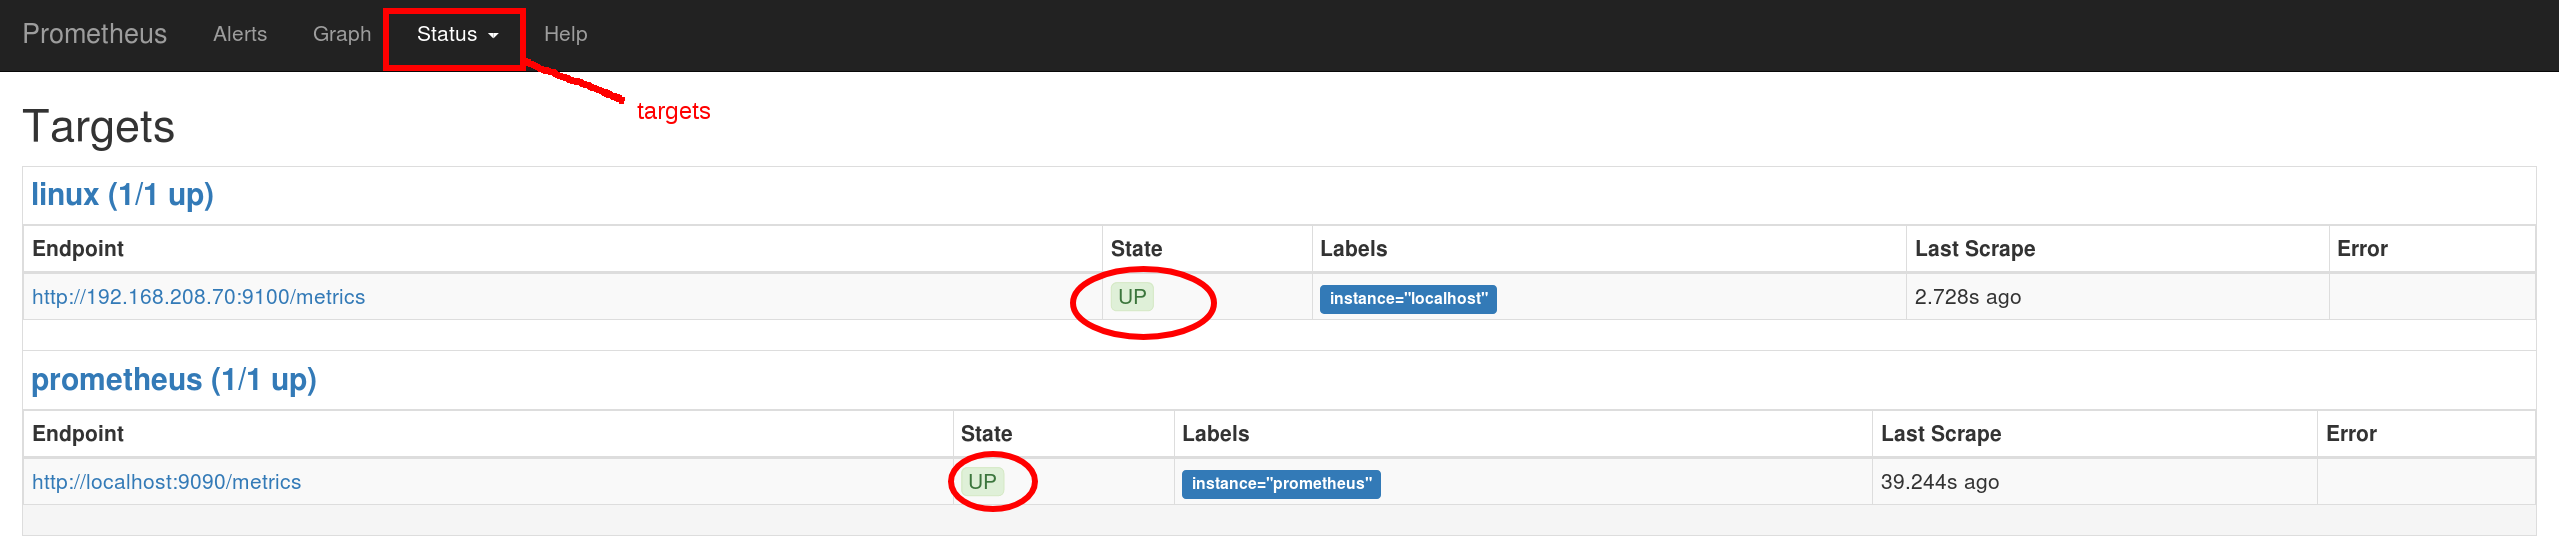 Prometheus Alerts Graph Status Help
targets
Targets
linux (1/1 up)
Endpoint State Labels Last Scrape Error
http://192.168.208.70:9100/metrics UP instance="localhost" 2.728s ago
prometheus (1/1 up)
Endpoint State Labels Last Scrape Error
http://localhost:9090/metrics UP instance="prometheus" 39.244s ago